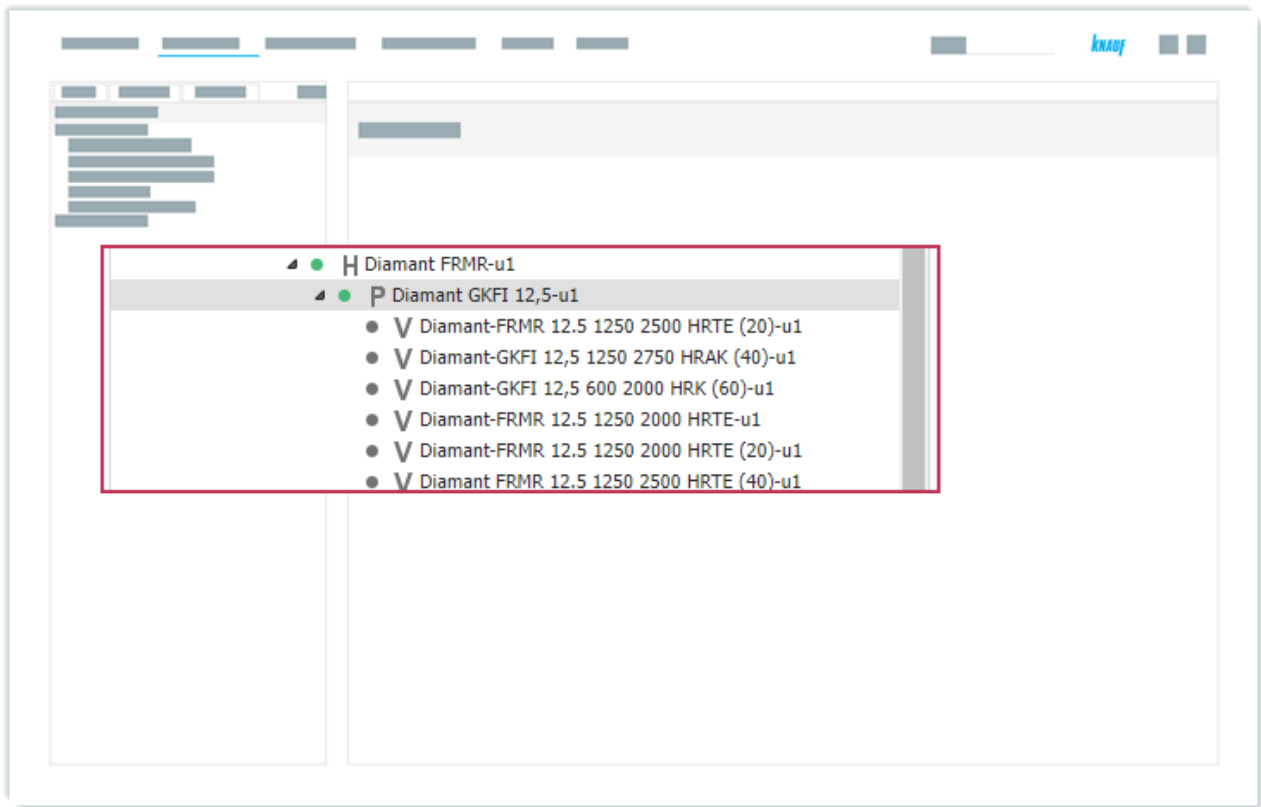 KNAUF
H Diamant FRMR-u1
P Diamant GKFI 12,5-u1
V Diamant-FRMR 12.5 1250 2500 HRTE (20)-u1
V Diamant-GKFI 12,5 1250 2750 HRAK (40)-u1
V Diamant-GKFI 12,5 600 2000 HRK (60)-u1
V Diamant-FRMR 12.5 1250 2000 HRTE-u1
V Diamant-FRMR 12.5 1250 2000 HRTE (20)-u1
V Diamant FRMR 12.5 1250 2500 HRTE (40)-u1